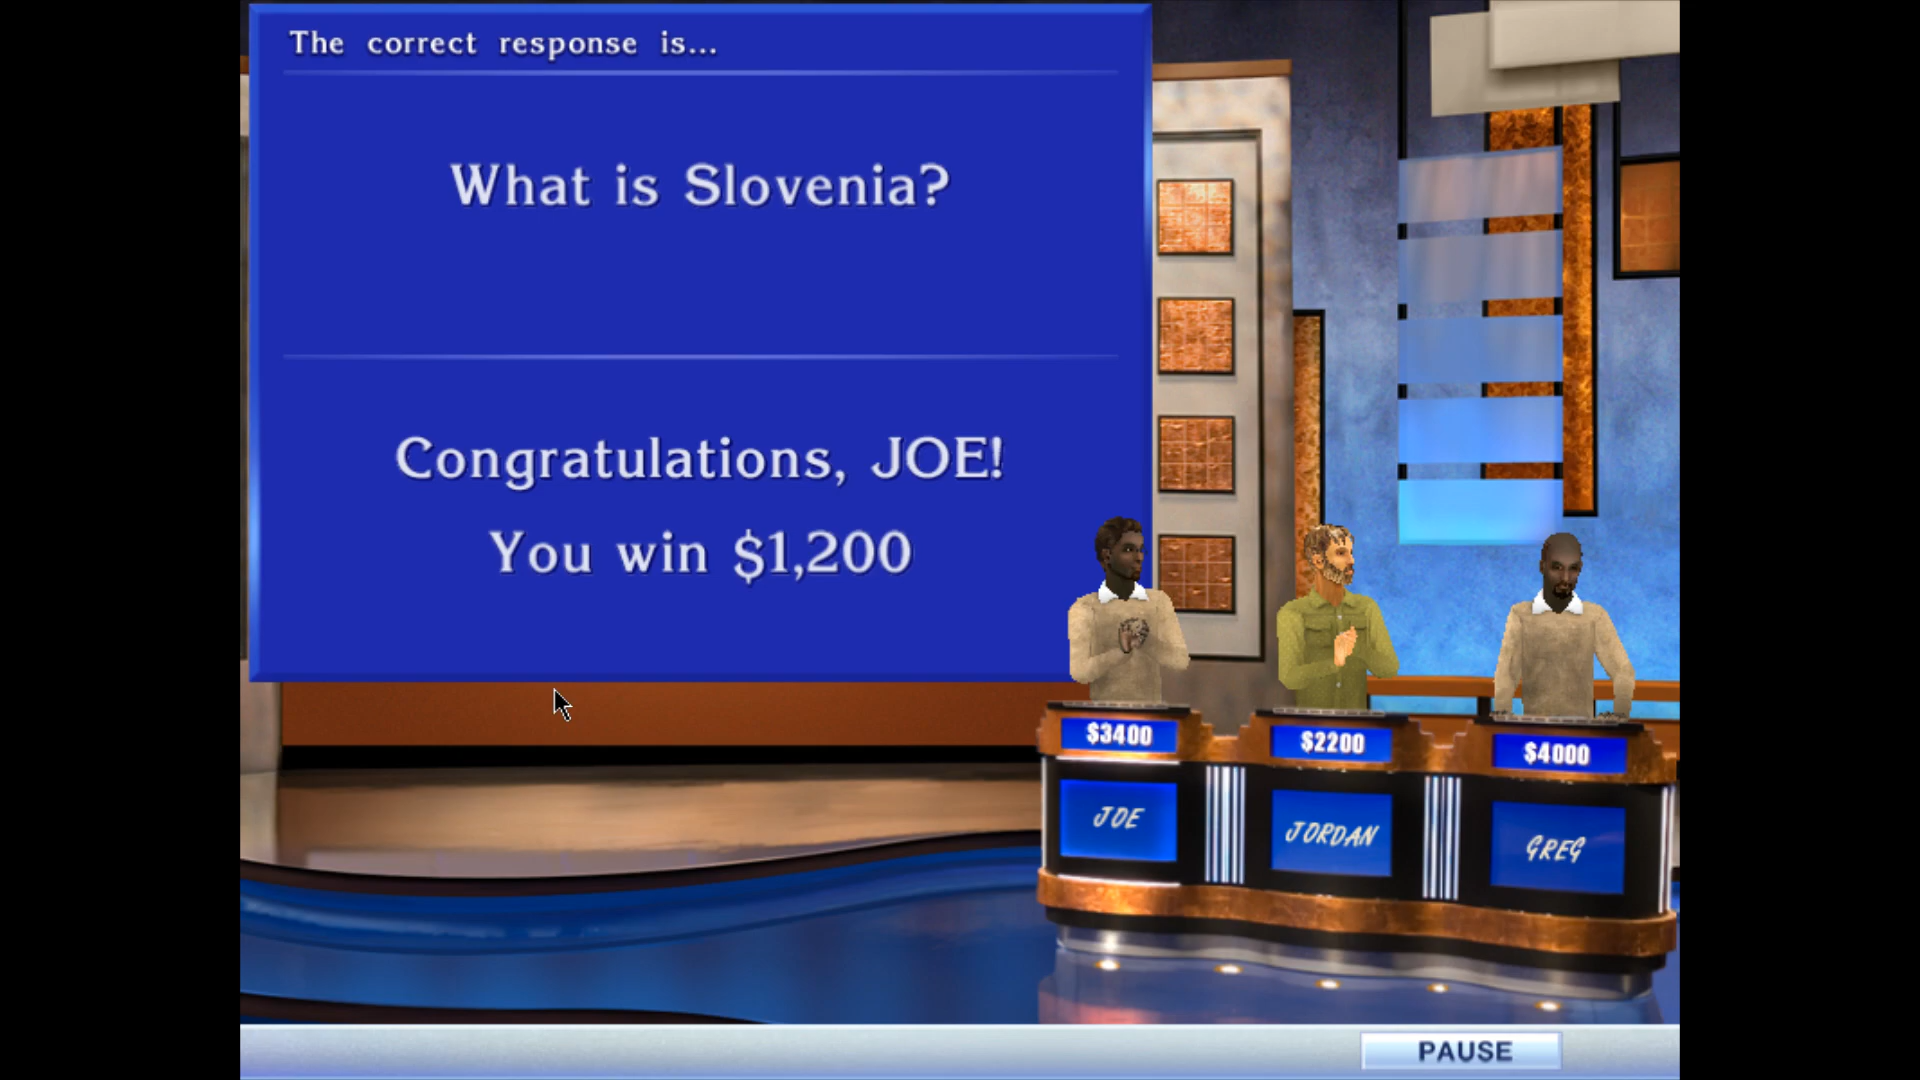 The correct response is...
What is Slovenia?
Congratulations, JOE!
You win $1,200
$3400
$2200
$4000
JOE
JORDAN
GREG
PAUSE